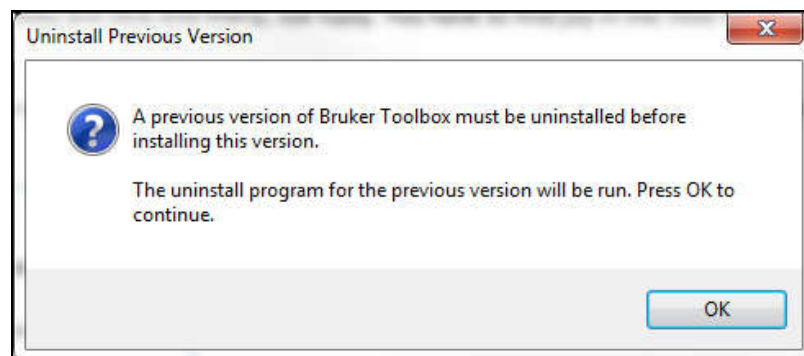 Uninstall Previous Version
A previous version of Bruker Toolbox must be uninstalled before
installing this version.
The uninstall program for the previous version will be run. Press OK to
continue.
OK